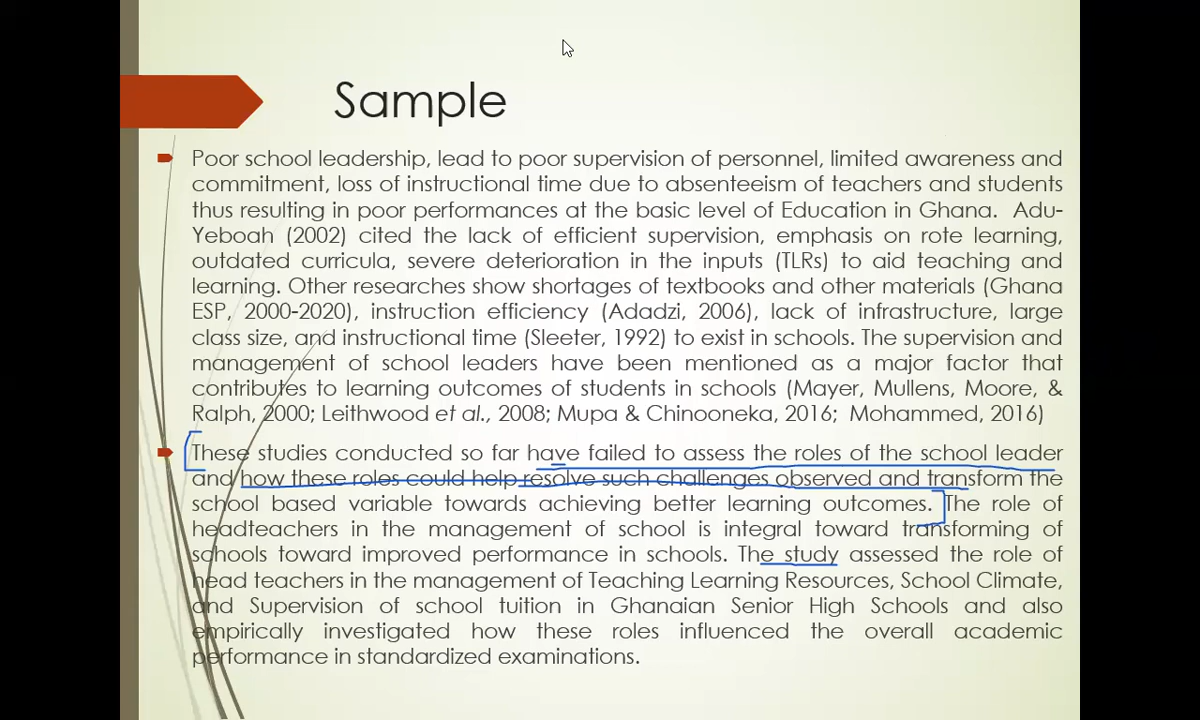 Sample
Poor school leadership, lead to poor supervision of personnel, limited awareness and
commitment, loss of instructional time due to absenteeism of teachers and students
thus resulting in poor performances at the basic level of Education in Ghana. Adu-
Yeboah (2002) cited the lack of efficient supervision, emphasis on rote learning,
outdated curricula, severe deterioration in the inputs (TLRs) to aid teaching and
learning. Other researches show shortages of textbooks and other materials (Ghana
ESP, 2000-2020), instruction efficiency (Adadzi, 2006), lack of infrastructure, large
class size, and instructional time (Sleeter, 1992) to exist in schools. The supervision and
management of school leaders have been mentioned as a major factor that
contributes to learning outcomes of students in schools (Mayer, Mullens, Moore, &
Ralph, 2000; Leithwood et al., 2008; Mupa & Chinooneka, 2016; Mohammed, 2016)
These studies conducted so far have failed to assess the roles of the school leader
and how these roles could help resolve such challenges observed and transform the
school based variable towards achieving better learning outcomes. The role of
headteachers in the management of school is integral toward transforming of
schools toward improved performance in schools. The study assessed the role of
head teachers in the management of Teaching Learning Resources, School Climate,
and Supervision of school tuition in Ghanaian Senior High Schools and also
empirically investigated how these roles influenced the overall academic
performance in standardized examinations.